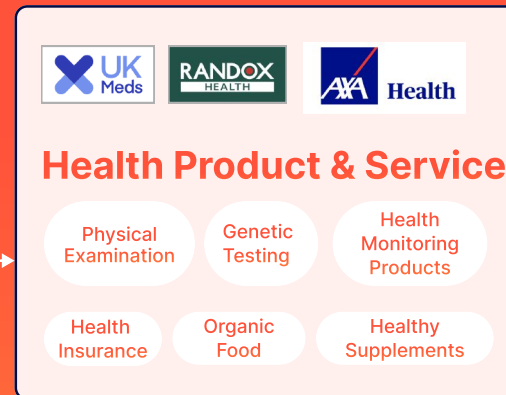 UK
Meds
RANDOX
HEALTH
AXA Health
Health Product & Service
Physical
Examination
Genetic
Testing
Health
Monitoring
Products
Health
Insurance
Organic
Food
Healthy
Supplements